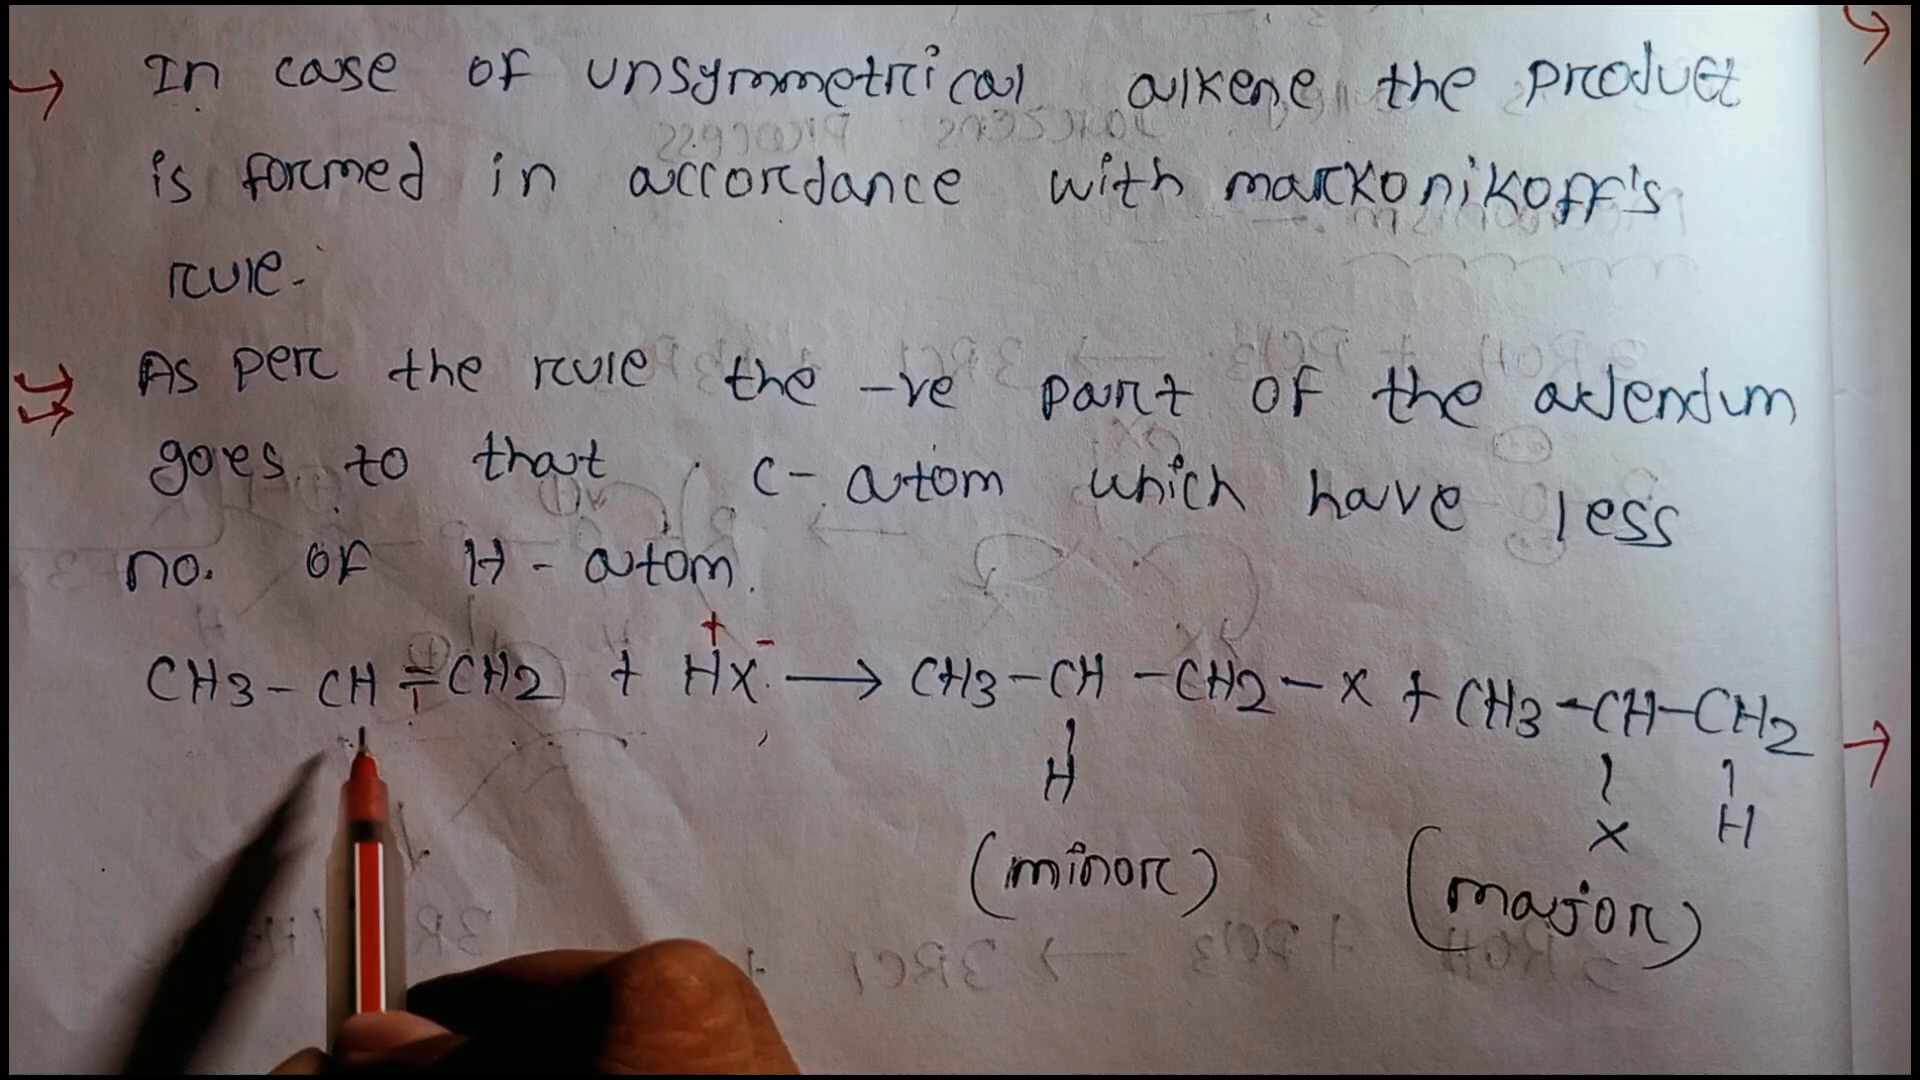 In case of unsymmetrical alkene the product
is formed in accordance with markonikoff's
rule.
As per the rule the -ve part of the addendum
goes to that C- atom which have less
no. of H - atom.
CH3 - CH = CH2 + H+X- → CH3 - CH - CH2 - X + CH3 - CH - CH2
H X H
(minor) (major)